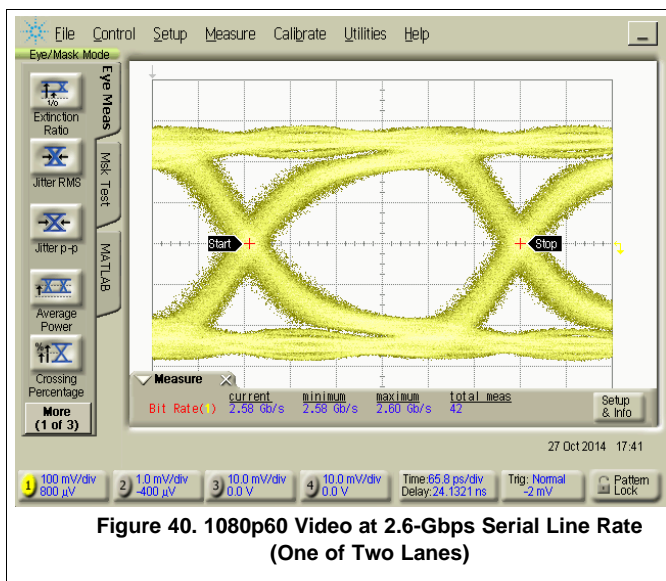 File Control Setup Measure Calibrate Utilities Help
Eye/Mask Mode
Eye Meas
Msk Test
MATLAB
1/0
Extinction
Ratio
Jitter RMS
Jitter p-p
Average
Power
%
Crossing
Percentage
More
(1 of 3)
Start
Stop
Measure
current minimum maximum total meas
Bit Rate(1) 2.58 Gb/s 2.58 Gb/s 2.60 Gb/s 42
Setup
& Info
27 Oct 2014 17:41
1 100 mV/div
800 µV
2 1.0 mV/div
-400 µV
3 10.0 mV/div
0.0 V
4 10.0 mV/div
0.0 V
Time:65.8 ps/div
Delay:24.1321 ns
Trig: Normal
-2 mV
Pattern
Lock
Figure 40. 1080p60 Video at 2.6-Gbps Serial Line Rate
(One of Two Lanes)